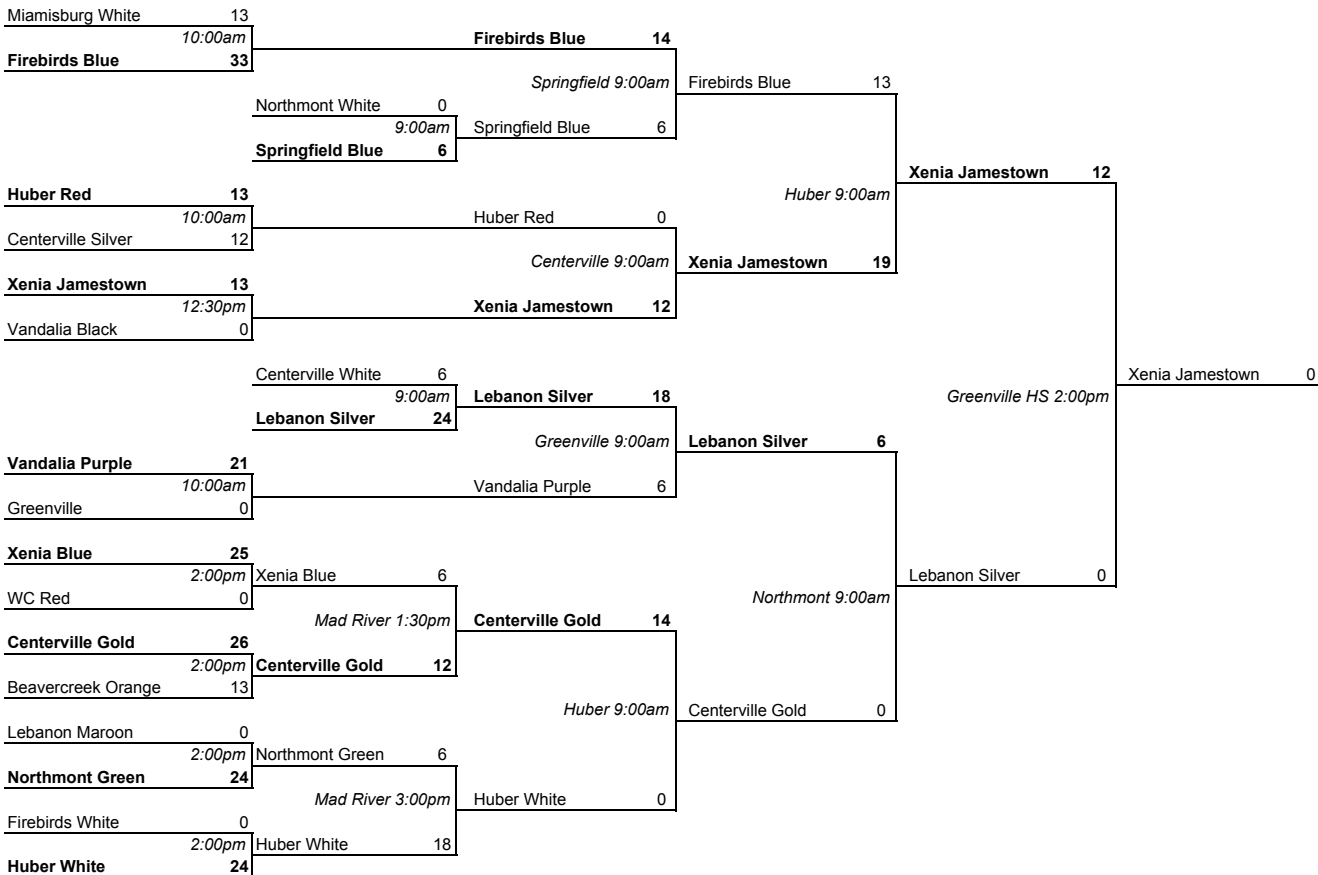 Miamisburg White 13
10:00am Firebirds Blue 14
Firebirds Blue 33
Springfield 9:00am Firebirds Blue 13
Northmont White 0
9:00am Springfield Blue 6
Springfield Blue 6
Xenia Jamestown 12
Huber Red 13 Huber 9:00am
10:00am Huber Red 0
Centerville Silver 12
Centerville 9:00am Xenia Jamestown 19
Xenia Jamestown 13
12:30pm Xenia Jamestown 12
Vandalia Black 0
Centerville White 6 Xenia Jamestown 0
9:00am Lebanon Silver 18 Greenville HS 2:00pm
Lebanon Silver 24
Greenville 9:00am Lebanon Silver 6
Vandalia Purple 21
10:00am Vandalia Purple 6
Greenville 0
Xenia Blue 25
2:00pm Xenia Blue 6 Lebanon Silver 0
WC Red 0 Northmont 9:00am
Mad River 1:30pm Centerville Gold 14
Centerville Gold 26
2:00pm Centerville Gold 12
Beavercreek Orange 13
Huber 9:00am Centerville Gold 0
Lebanon Maroon 0
2:00pm Northmont Green 6
Northmont Green 24
Mad River 3:00pm Huber White 0
Firebirds White 0
2:00pm Huber White 18
Huber White 24